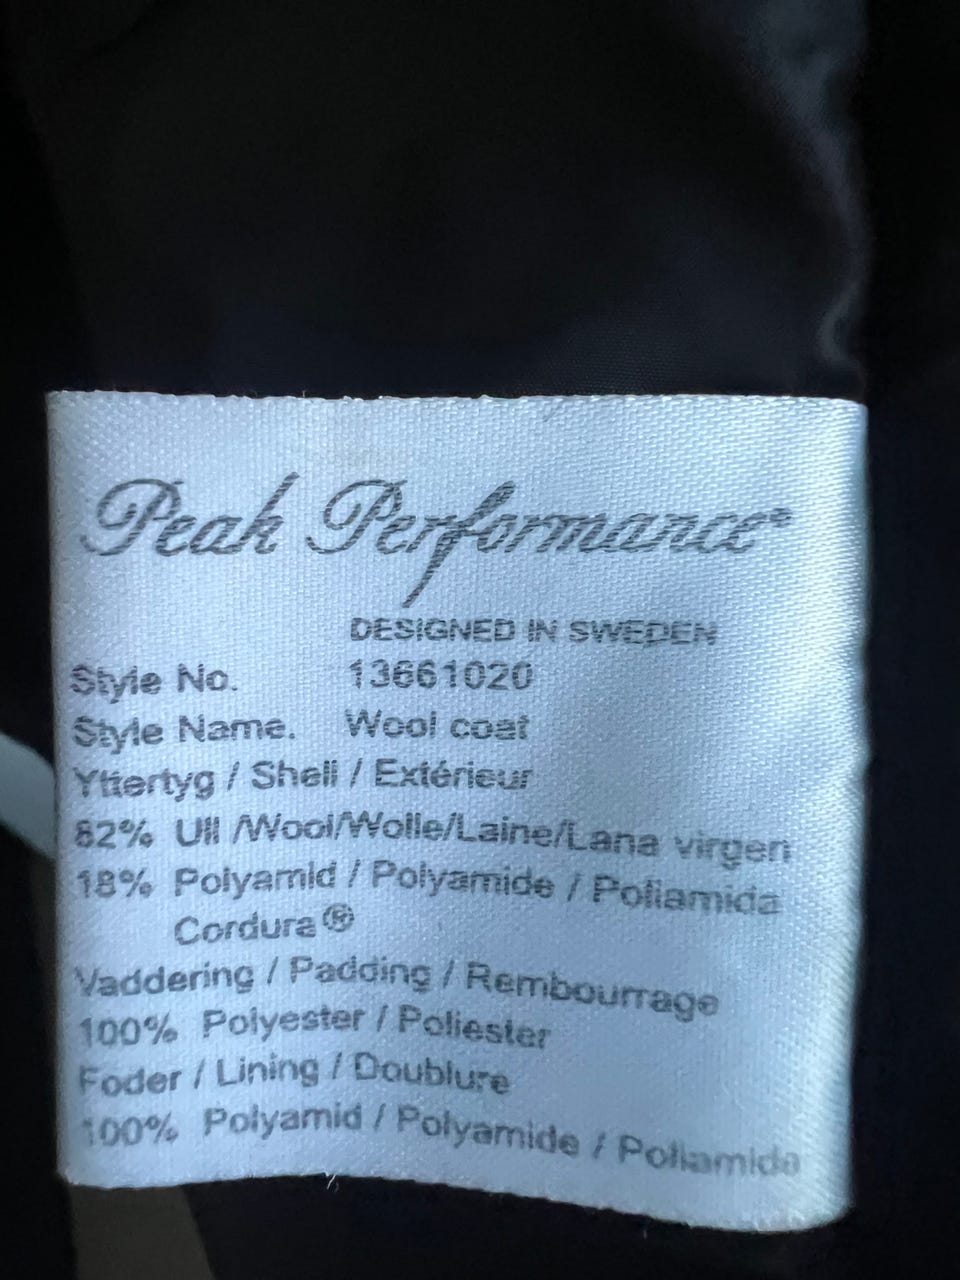 Peak Performance®
DESIGNED IN SWEDEN
Style No. 13661020
Style Name. Wool coat
Yttertyg / Shell / Extérieur
82% Ull /Wool/Wolle/Laine/Lana virgen
18% Polyamid / Polyamide / Poliamida
Cordura®
Vaddering / Padding / Rembourrage
100% Polyester / Poliester
Foder / Lining / Doublure
100% Polyamid / Polyamide / Poliamida